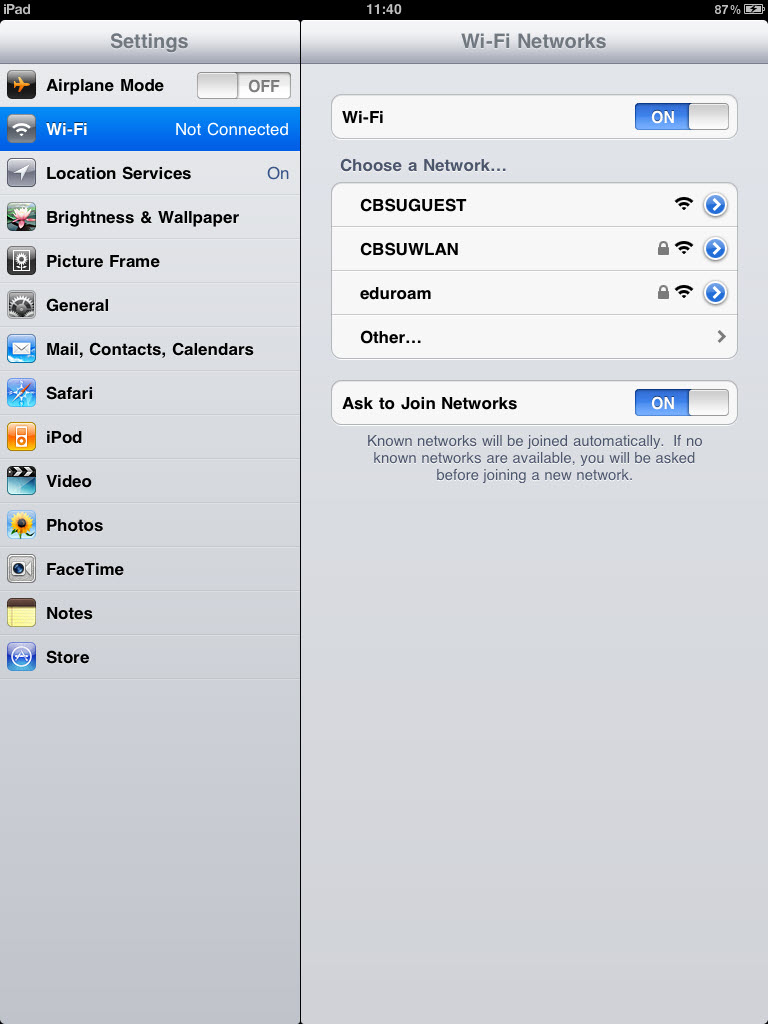 iPad 11:40 87%
Settings
Airplane Mode OFF
Wi-Fi Not Connected
Location Services On
Brightness & Wallpaper
Picture Frame
General
Mail, Contacts, Calendars
Safari
iPod
Video
Photos
FaceTime
Notes
Store
Wi-Fi Networks
Wi-Fi ON
Choose a Network...
CBSUGUEST
CBSUWLAN
eduroam
Other...
Ask to Join Networks ON
Known networks will be joined automatically. If no
known networks are available, you will be asked
before joining a new network.